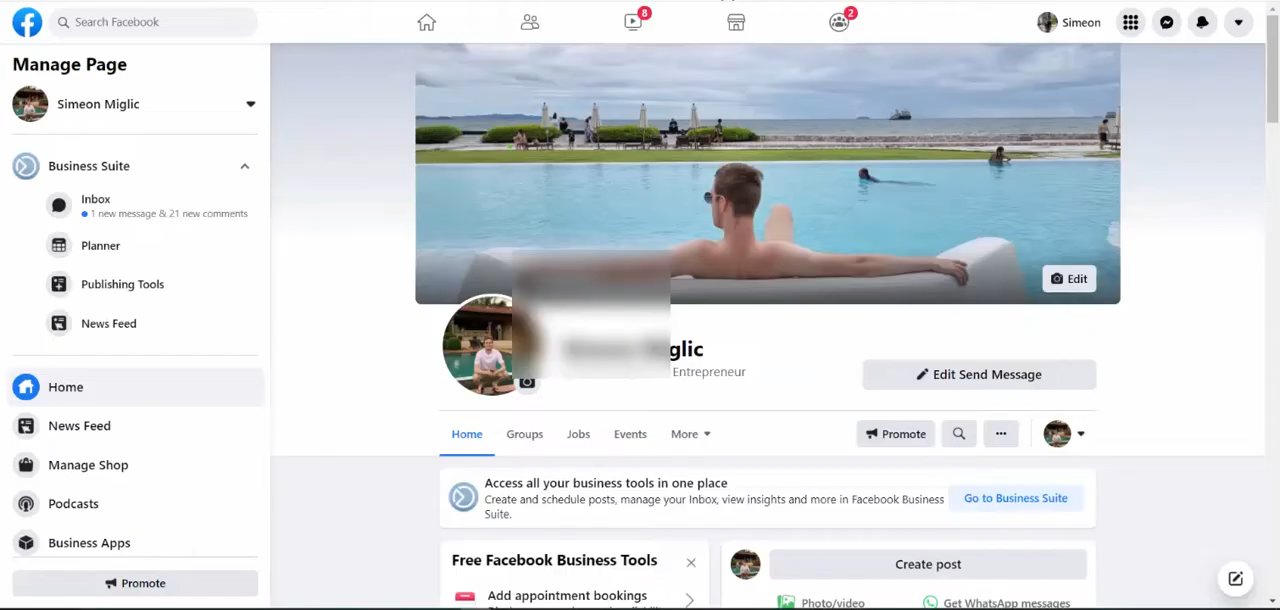 Search Facebook
8
2
Simeon
Manage Page
Simeon Miglic
Business Suite
Inbox
1 new message & 21 new comments
Planner
Publishing Tools
News Feed
Home
News Feed
Manage Shop
Podcasts
Business Apps
Promote
Edit
glic
Entrepreneur
Edit Send Message
Home
Groups
Jobs
Events
More
Promote
Access all your business tools in one place
Create and schedule posts, manage your Inbox, view insights and more in Facebook Business
Suite.
Go to Business Suite
Free Facebook Business Tools
Add appointment bookings
Create post
Photo/video
Get WhatsApp messages